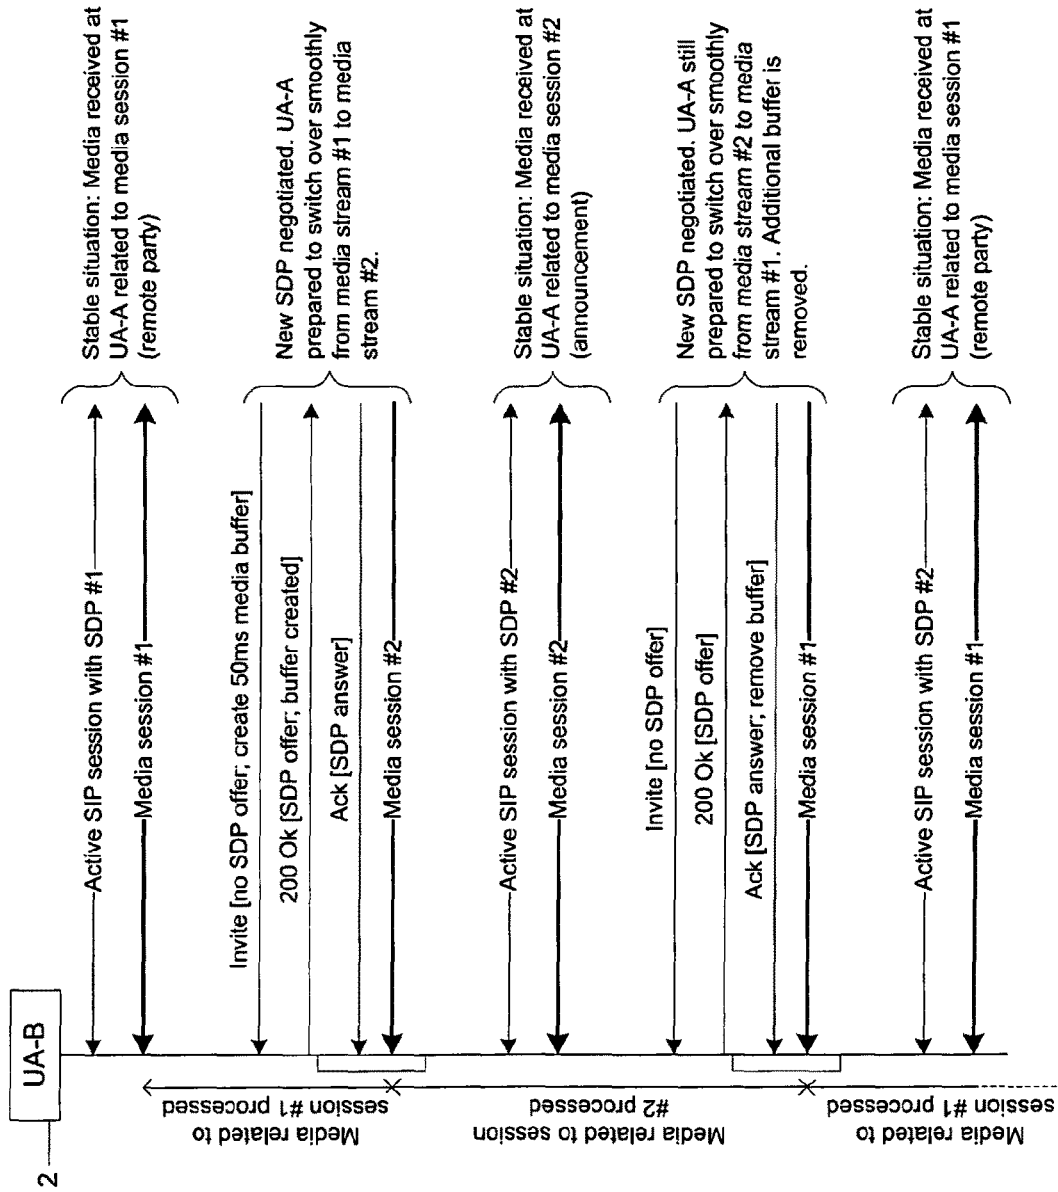 UA-B
2
Active SIP session with SDP #1
Media session #1
Stable situation: Media received at
UA-A related to media session #1
(remote party)
Invite [no SDP offer; create 50ms media buffer]
200 Ok [SDP offer; buffer created]
Ack [SDP answer]
Media session #2
New SDP negotiated. UA-A
prepared to switch over smoothly
from media stream #1 to media
stream #2.
Active SIP session with SDP #2
Media session #2
Stable situation: Media received at
UA-A related to media session #2
(announcement)
Invite [no SDP offer]
200 Ok [SDP offer]
Ack [SDP answer; remove buffer]
Media session #1
New SDP negotiated. UA-A still
prepared to switch over smoothly
from media stream #2 to media
stream #1. Additional buffer is
removed.
Active SIP session with SDP #2
Media session #1
Stable situation: Media received at
UA-A related to media session #1
(remote party)
Media related to
session #1 processed
Media related to session
#2 processed
Media related to
session #1 processed